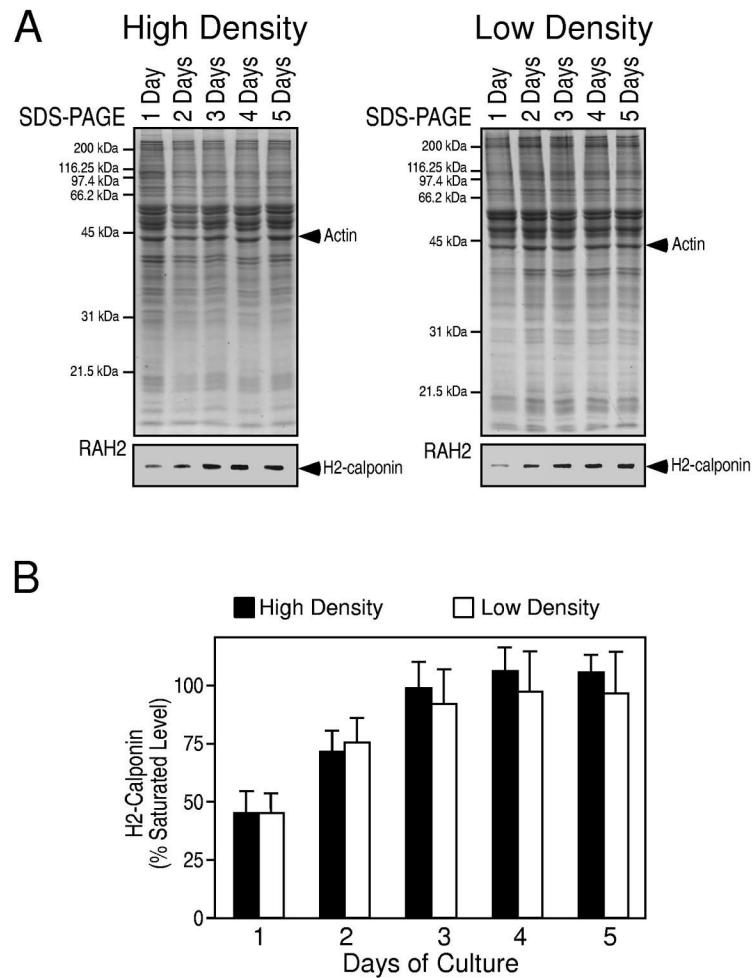 A
High Density
Low Density
1 Day
2 Days
3 Days
4 Days
5 Days
1 Day
2 Days
3 Days
4 Days
5 Days
SDS-PAGE
SDS-PAGE
200 kDa
116.25 kDa
97.4 kDa
66.2 kDa
45 kDa
31 kDa
21.5 kDa
Actin
200 kDa
116.25 kDa
97.4 kDa
66.2 kDa
45 kDa
31 kDa
21.5 kDa
Actin
RAH2
H2-calponin
RAH2
H2-calponin
B
High Density
Low Density
H2-Calponin
(% Saturated Level)
100
75
50
25
0
1 2 3 4 5
Days of Culture